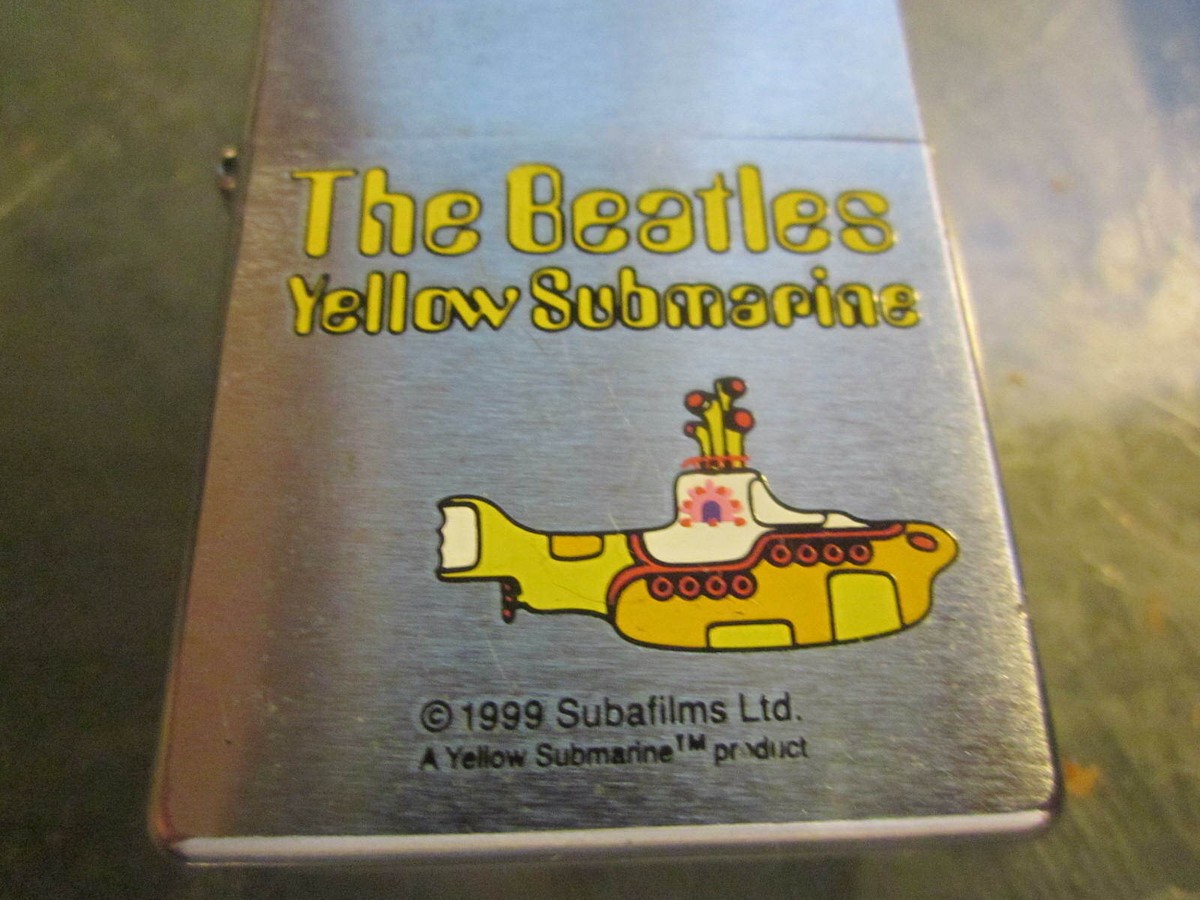 The Beatles
Yellow Submarine
© 1999 Subafilms Ltd.
A Yellow Submarine™ product